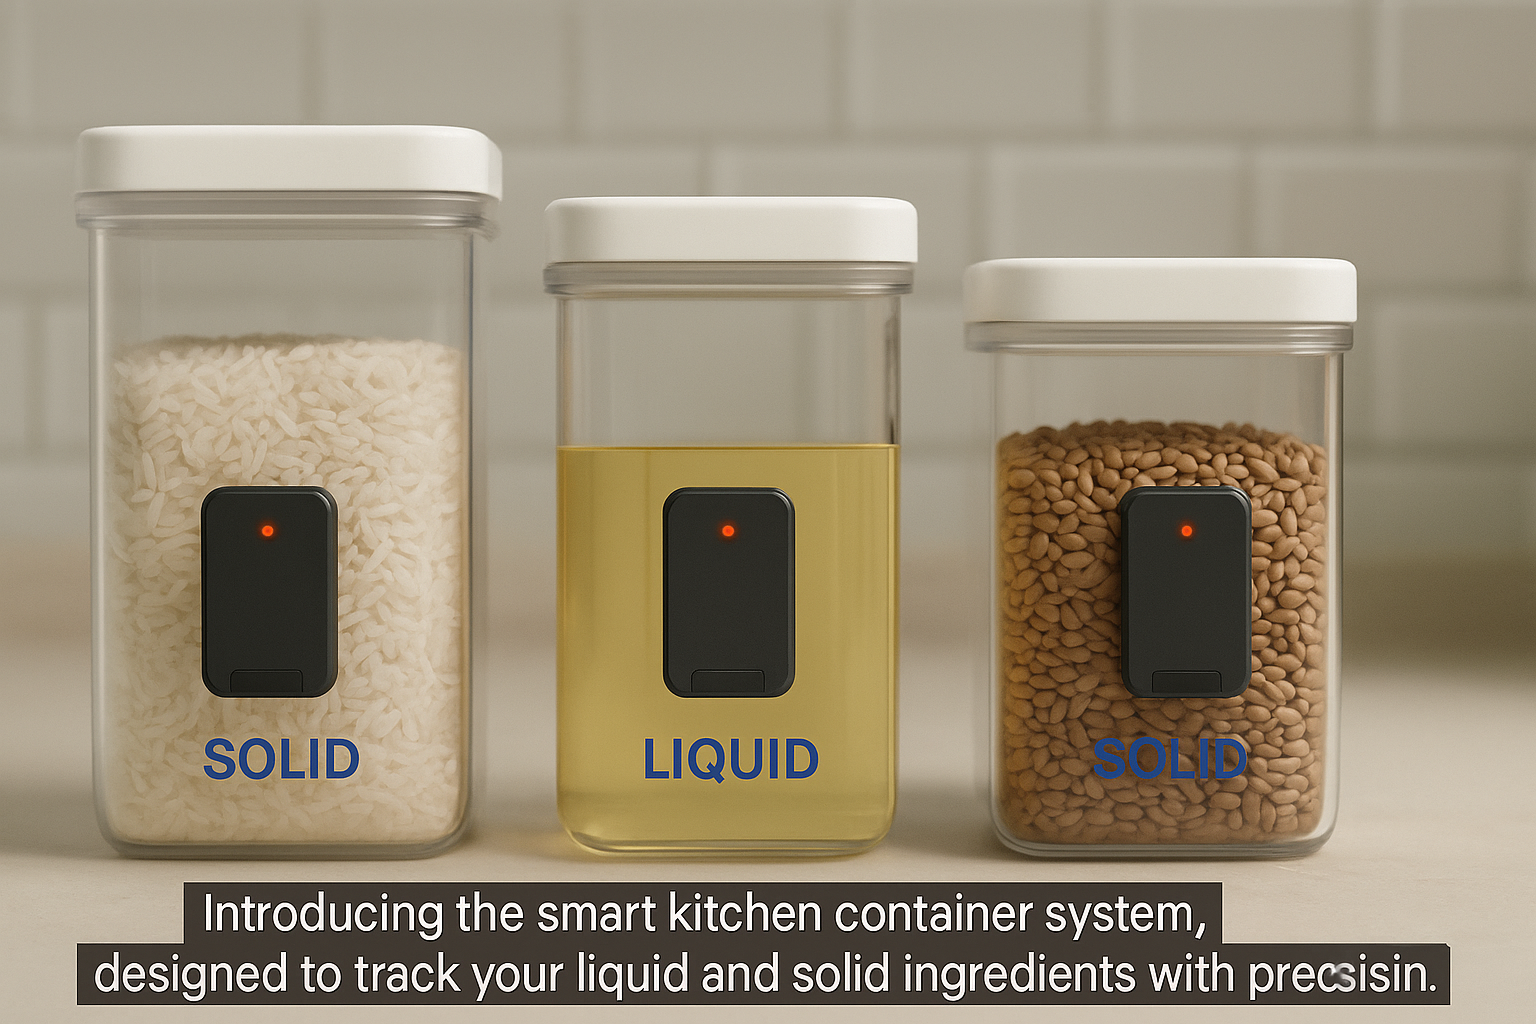 SOLID
LIQUID
SOLID
Introducing the smart kitchen container system,
designed to track your liquid and solid ingredients with